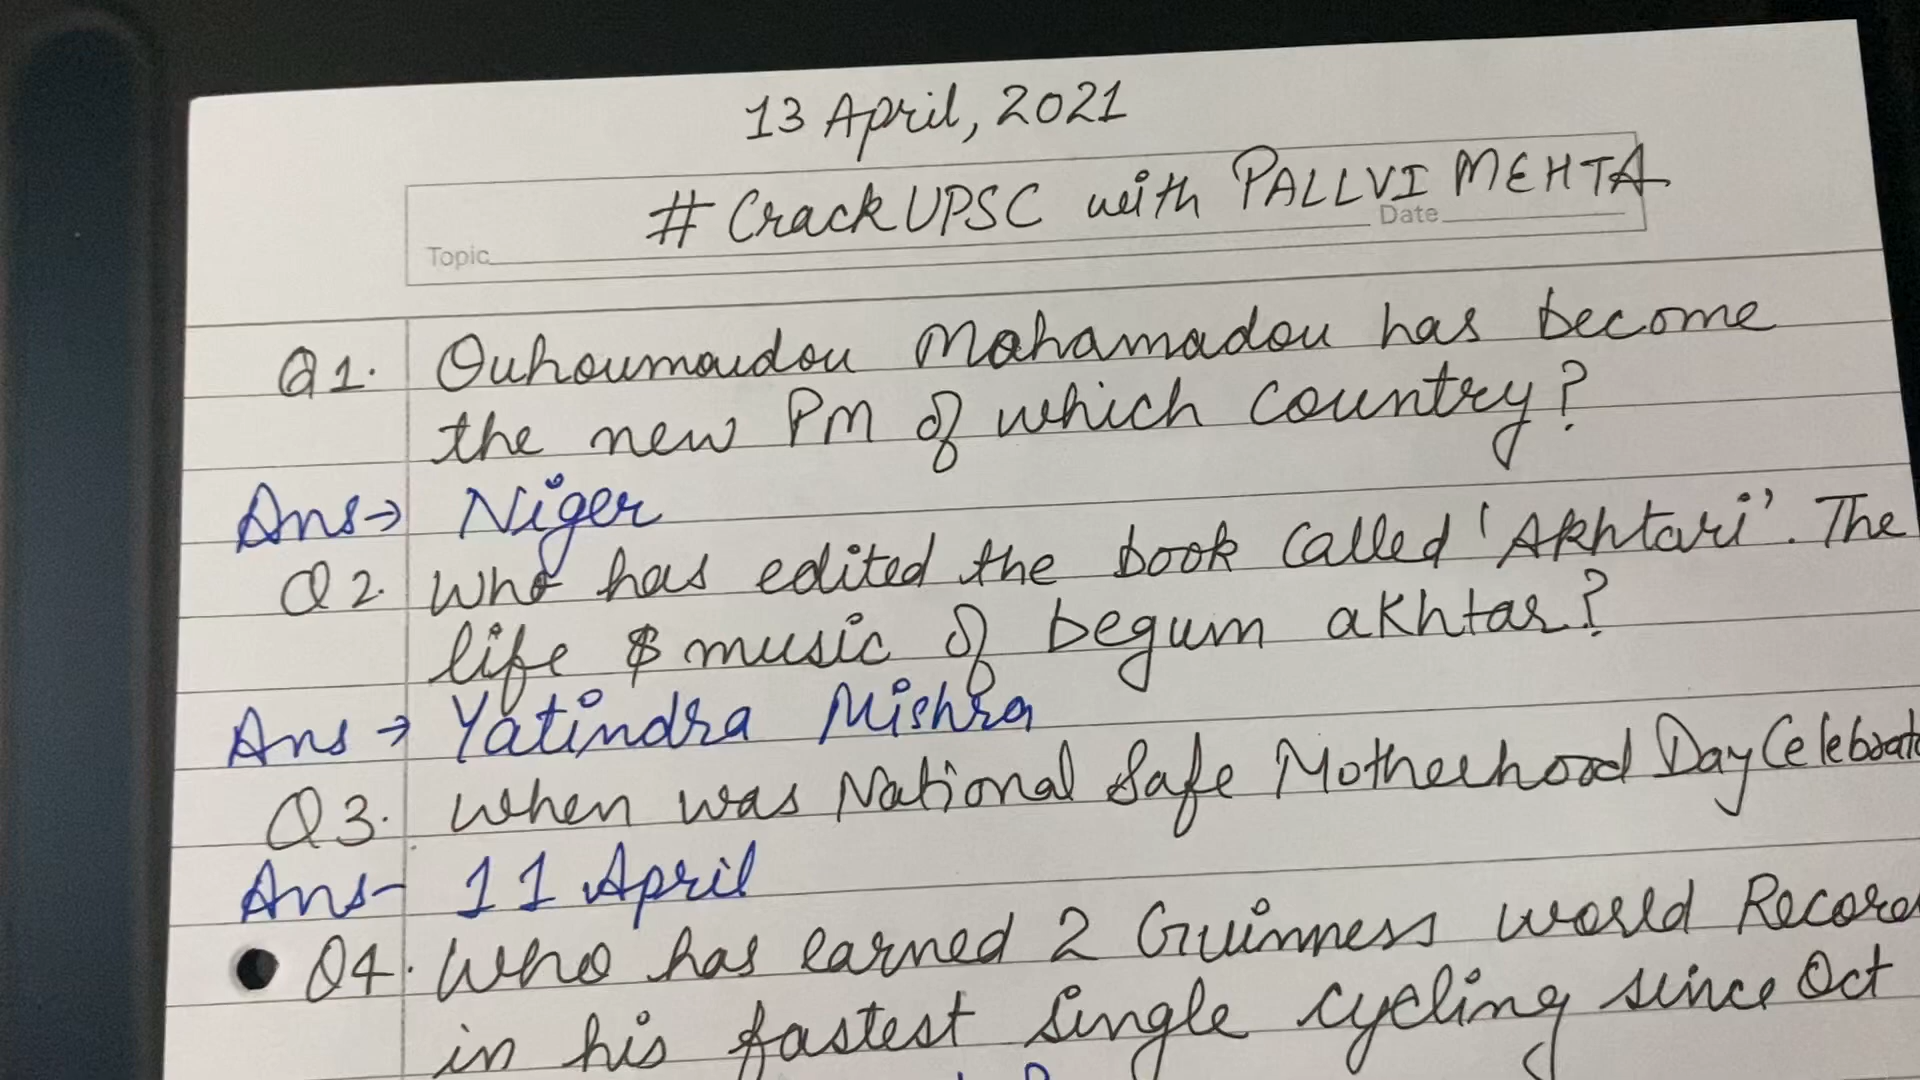 13 April, 2021
# Crack UPSC with PALLVI MEHTA
Topic Date
Q1. Ouhoumoudou Mahamadou has become
the new PM of which country?
Ans→ Niger
Q2. Who has edited the book called 'Akhtari'. The
life & music of begum akhtar?
Ans→ Yatindra Mishra
Q3. When was National Safe Motherhood Day Celebrat
Ans- 11 April
Q4. Who has earned 2 Guinness world Recor
in his fastest single cycling since Oct